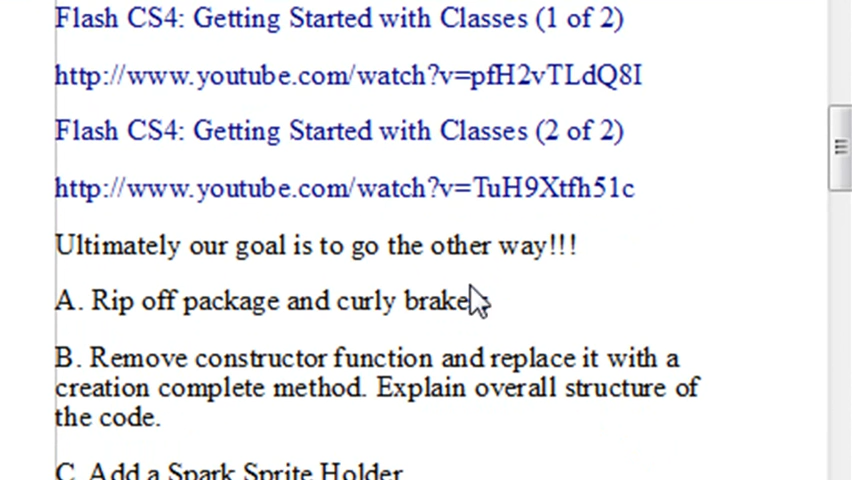 Flash CS4: Getting Started with Classes (1 of 2)
http://www.youtube.com/watch?v=pfH2vTLdQ8I
Flash CS4: Getting Started with Classes (2 of 2)
http://www.youtube.com/watch?v=TuH9Xtfh51c
Ultimately our goal is to go the other way!!!
A. Rip off package and curly
B. Remove constructor function and replace it with a
creation complete method. Explain overall structure of
the code.
C. Add a Spark Sprite Holder